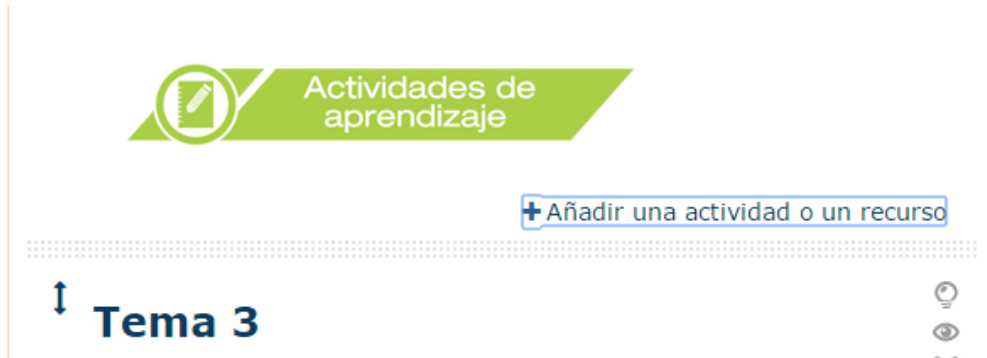 Actividades de
aprendizaje
Añadir una actividad o un recurso
Tema 3